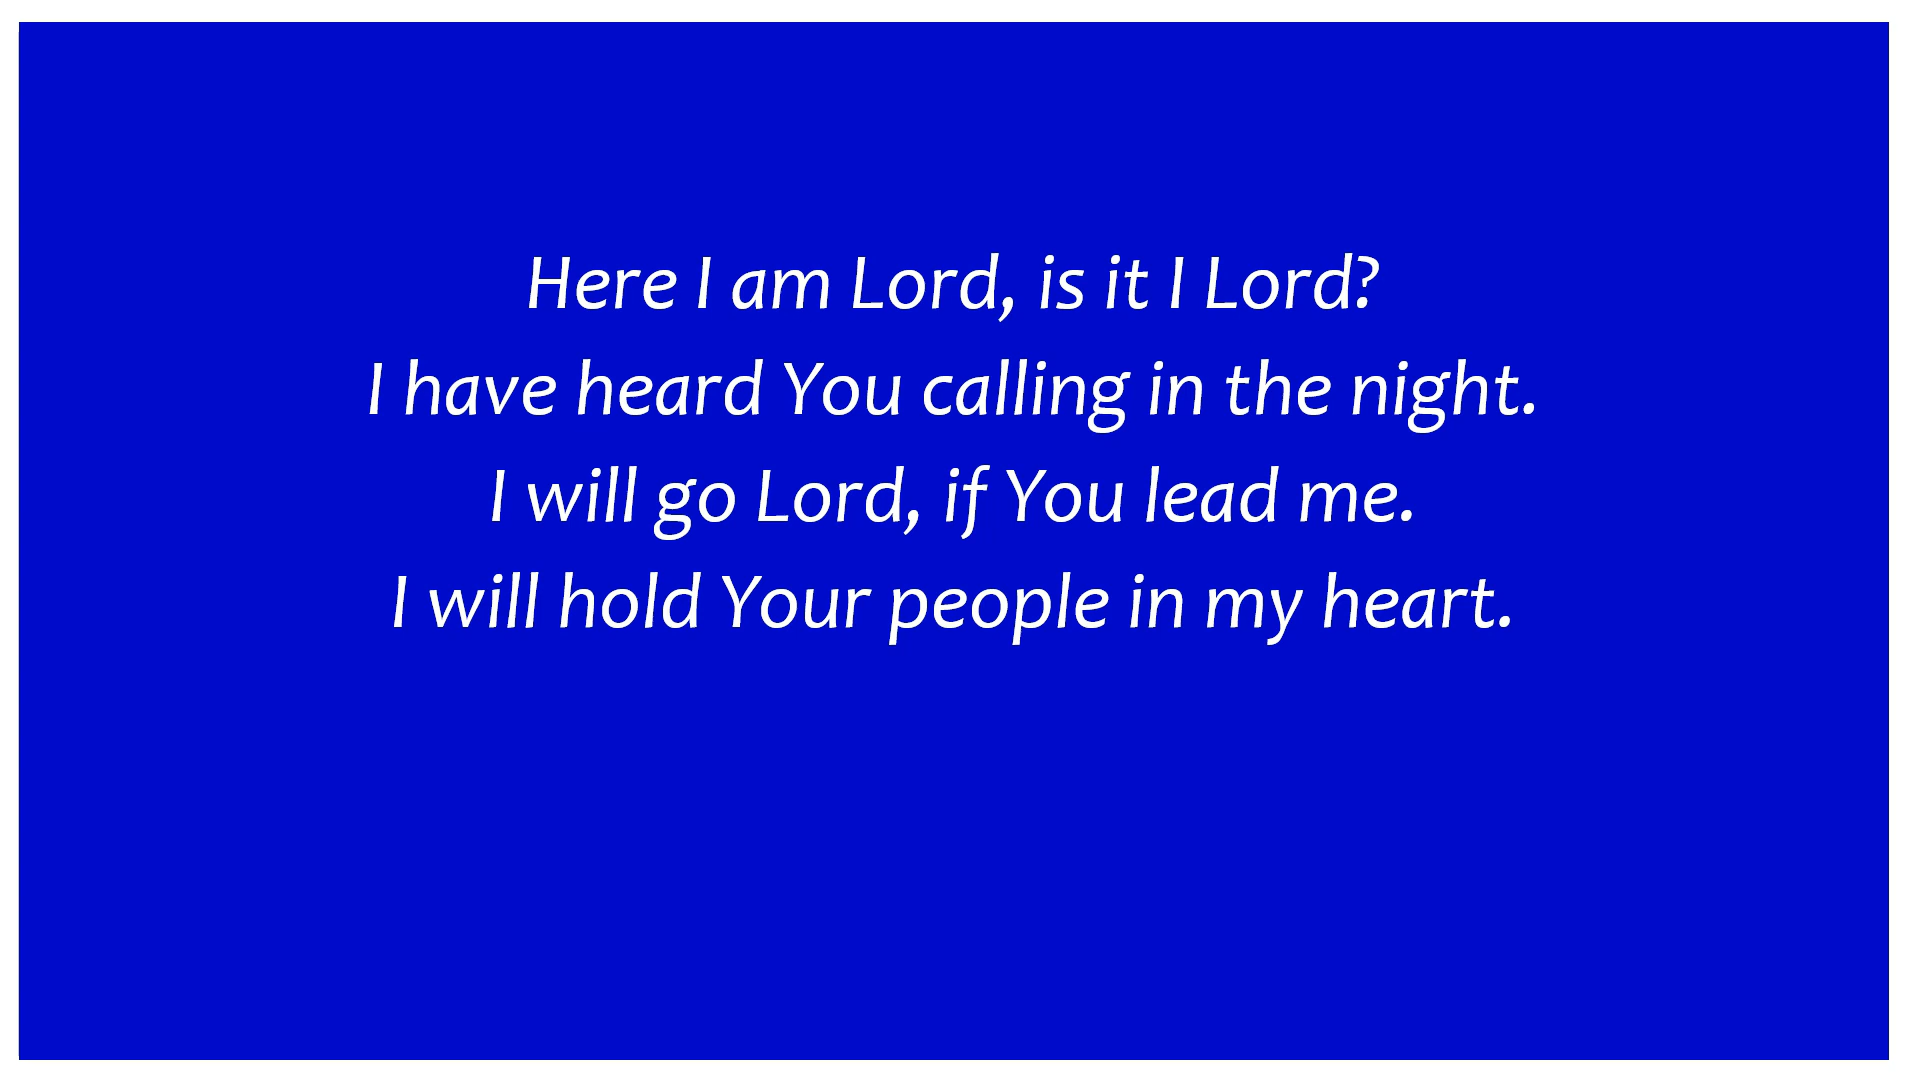 Here I am Lord, is it I Lord?
I have heard You calling in the night.
I will go Lord, if You lead me.
I will hold Your people in my heart.